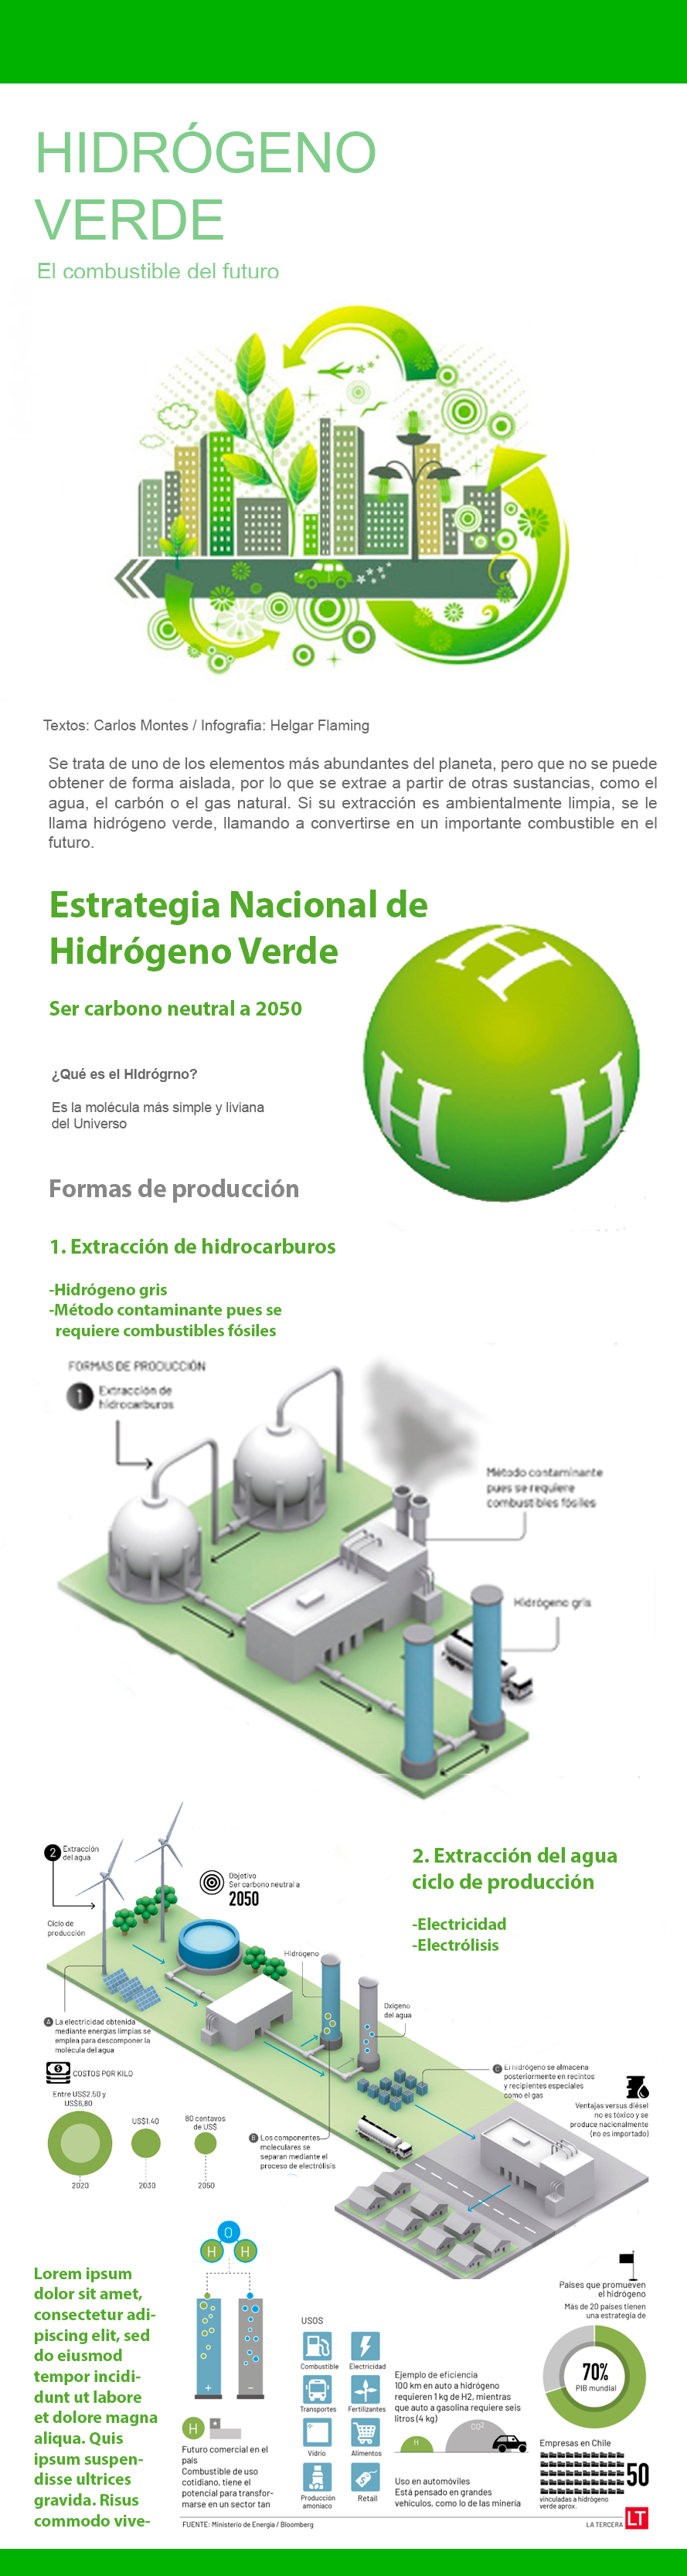 HIDRÓGENO
VERDE
El combustible del futuro
Textos: Carlos Montes / Infografia: Helgar Flaming
Se trata de uno de los elementos más abundantes del planeta, pero que no se puede
obtener de forma aislada, por lo que se extrae a partir de otras sustancias, como el
agua, el carbón o el gas natural. Si su extracción es ambientalmente limpia, se le
llama hidrógeno verde, llamando a convertirse en un importante combustible en el
futuro.
Estrategia Nacional de
Hidrógeno Verde
Ser carbono neutral a 2050
H
H
H
¿Qué es el HIdrógrno?
Es la molécula más simple y liviana
del Universo
Formas de producción
1. Extracción de hidrocarburos
-Hidrógeno gris
-Método contaminante pues se
requiere combustibles fósiles
FORMAS DE PRODUCCIÓN
1
Extracción de
hidrocarburos
Método contaminante
pues se requiere
combustibles fósiles
Hidrógeno gris
2. Extracción del agua
ciclo de producción
-Electricidad
-Electrólisis
2
Extracción
del agua
Objetivo
Ser carbono neutral a
2050
Ciclo de
producción
Hidrógeno
Oxígeno
del agua
A La electricidad obtenida
mediante energías limpias se
emplea para descomponer la
molécula del agua
C El hidrógeno se almacena
posteriormente en recintos
y recipientes especiales
como el gas
Ventajas versus diésel
no es tóxico y se
produce nacionalmente
(no es importado)
$
COSTOS POR KILO
Entre US$2.50 y
US$6,80
US$1.40
80 centavos
de US$
2020
2030
2050
B Los componentes
moleculares se
separan mediante el
proceso de electrólisis
O
H
H
+
-
Lorem ipsum
dolor sit amet,
consectetur adi-
piscing elit, sed
do eiusmod
tempor incidi-
dunt ut labore
et dolore magna
aliqua. Quis
ipsum suspen-
disse ultrices
gravida. Risus
commodo vive-
H
Futuro comercial en el
país
Combustible de uso
cotidiano, tiene el
potencial para transfor-
marse en un sector tan
USOS
Combustible
Electricidad
Transportes
Fertilizantes
Vidrio
Alimentos
Producción
amoniaco
Retail
Ejemplo de eficiencia
100 km en auto a hidrógeno
requieren 1 kg de H2, mientras
que auto a gasolina requiere seis
litros (4 kg)
H
CO2
Uso en automóviles
Está pensado en grandes
vehículos, como lo de las minería
Países que promueven
el hidrógeno
Más de 20 países tienen
una estrategia de
70%
PIB mundial
Empresas en Chile
50
vinculadas a hidrógeno
verde aprox.
FUENTE: Ministerio de Energía / Bloomberg
LA TERCERA
LT